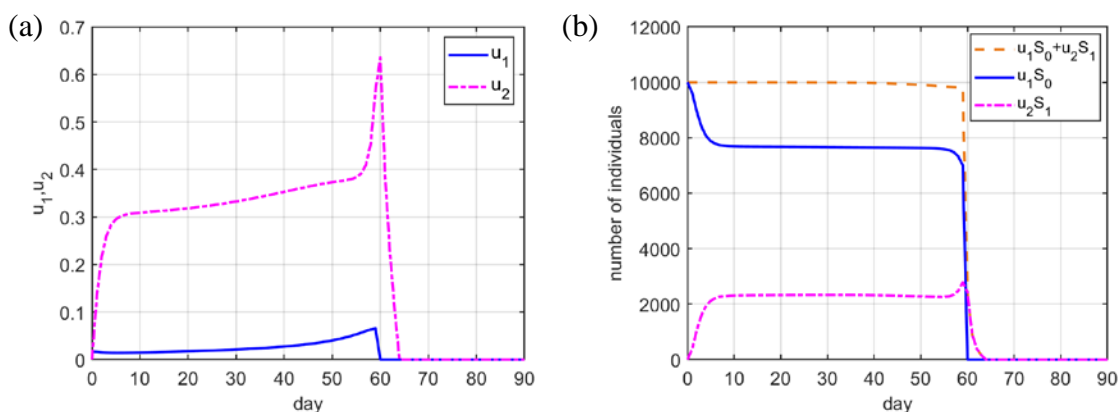 (a)
0.7
0.6
0.5
0.4
0.3
0.2
0.1
0
u₁,u₂
0 10 20 30 40 50 60 70 80 90
day
u₁
u₂
(b)
12000
10000
8000
6000
4000
2000
0
number of individuals
0 10 20 30 40 50 60 70 80 90
day
u₁S₀+u₂S₁
u₁S₀
u₂S₁